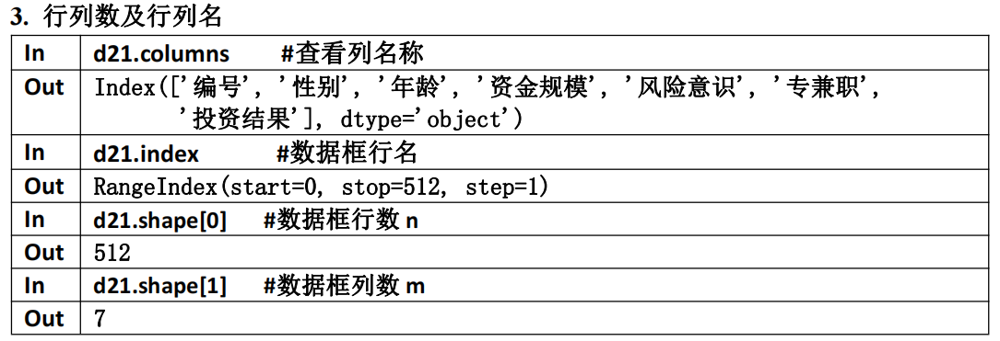 3. 行列数及行列名
In d21.columns #查看列名称
Out Index(['编号', '性别', '年龄', '资金规模', '风险意识', '专兼职',
'投资结果'], dtype='object')
In d21.index #数据框行名
Out RangeIndex(start=0, stop=512, step=1)
In d21.shape[0] #数据框行数 n
Out 512
In d21.shape[1] #数据框列数 m
Out 7